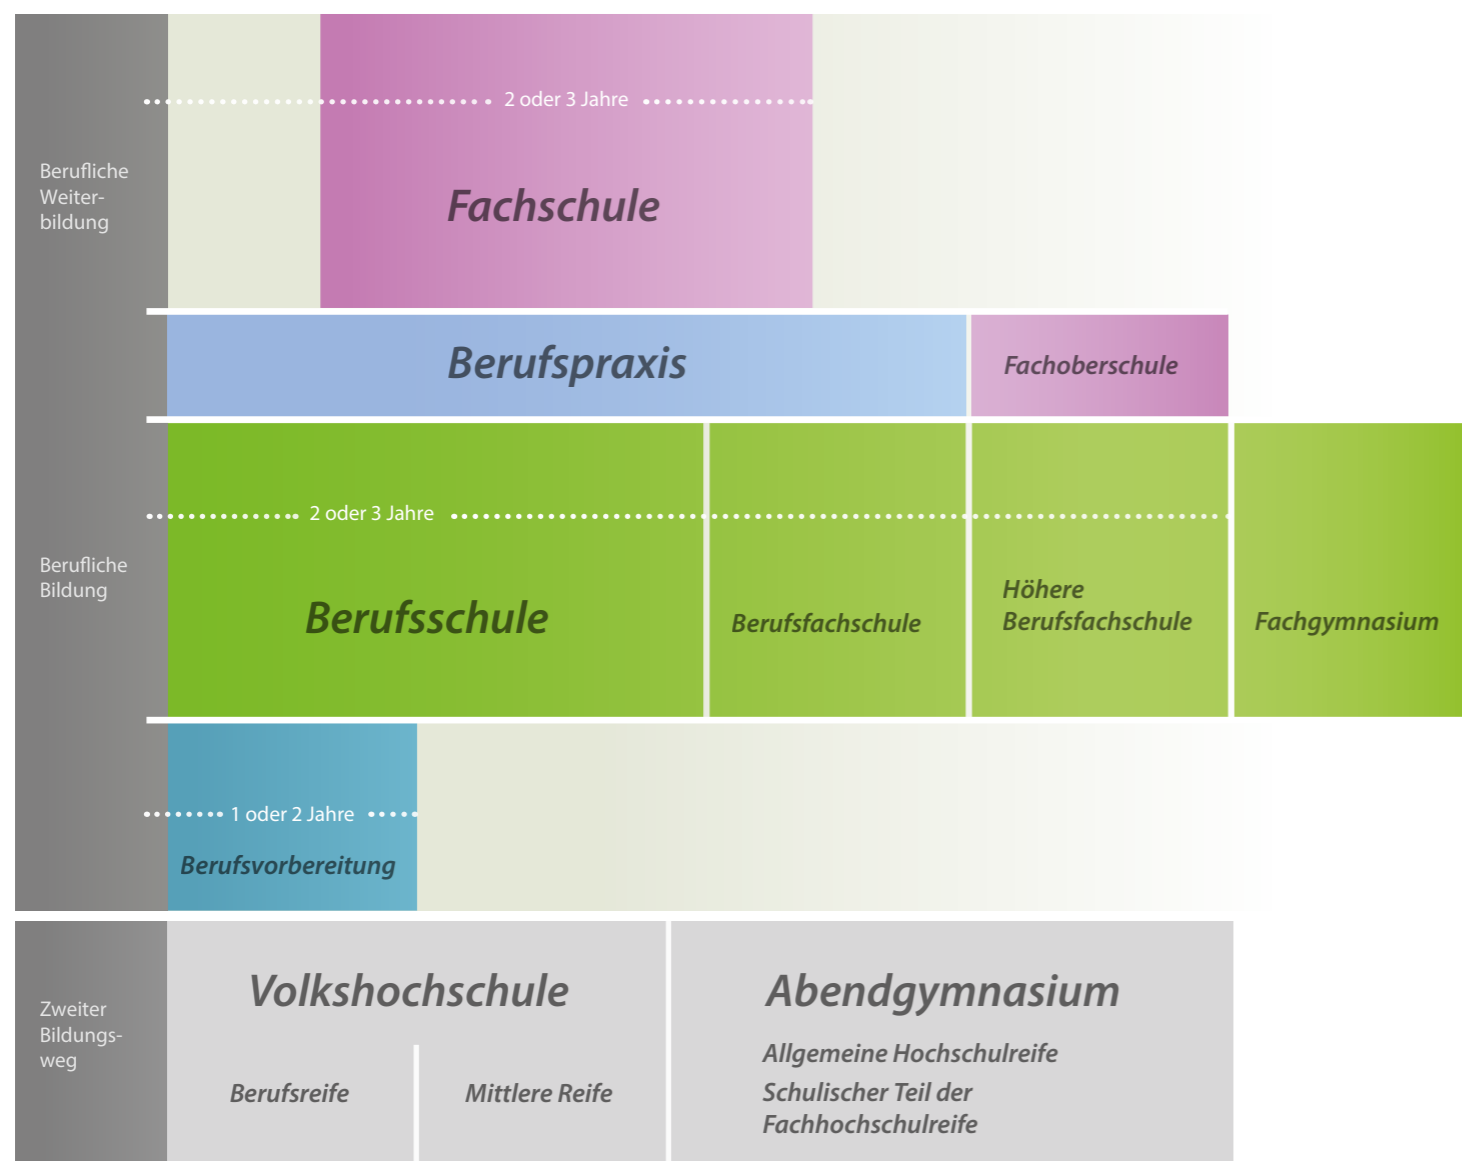 2 oder 3 Jahre
Berufliche
Weiter-
bildung
Fachschule
Berufspraxis
Fachoberschule
2 oder 3 Jahre
Berufliche
Bildung
Berufsschule
Berufsfachschule
Höhere
Berufsfachschule
Fachgymnasium
1 oder 2 Jahre
Berufsvorbereitung
Zweiter
Bildungs-
weg
Volkshochschule
Berufsreife
Mittlere Reife
Abendgymnasium
Allgemeine Hochschulreife
Schulischer Teil der
Fachhochschulreife